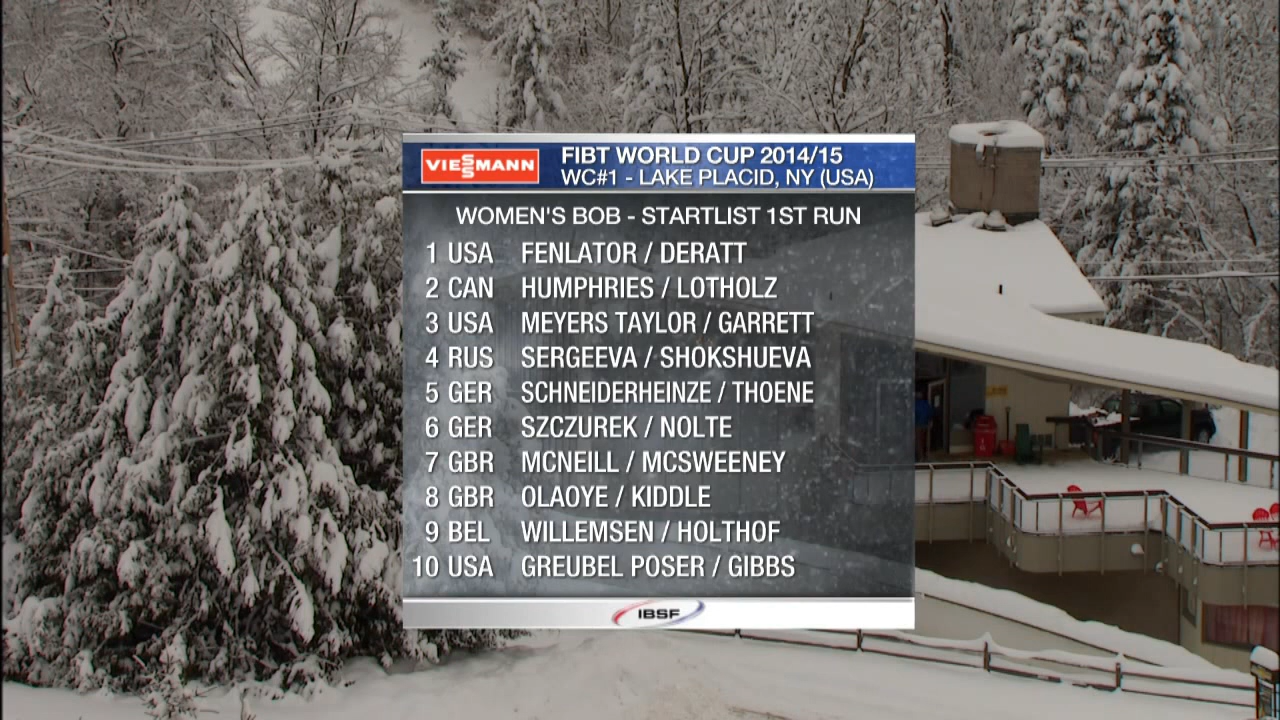 VIESSMANN
FIBT WORLD CUP 2014/15
WC#1 - LAKE PLACID, NY (USA)
WOMEN'S BOB - STARTLIST 1ST RUN
1 USA FENLATOR / DERATT
2 CAN HUMPHRIES / LOTHOLZ
3 USA MEYERS TAYLOR / GARRETT
4 RUS SERGEEVA / SHOKSHUEVA
5 GER SCHNEIDERHEINZE / THOENE
6 GER SZCZUREK / NOLTE
7 GBR MCNEILL / MCSWEENEY
8 GBR OLAOYE / KIDDLE
9 BEL WILLEMSEN / HOLTHOF
10 USA GREUBEL POSER / GIBBS
IBSF